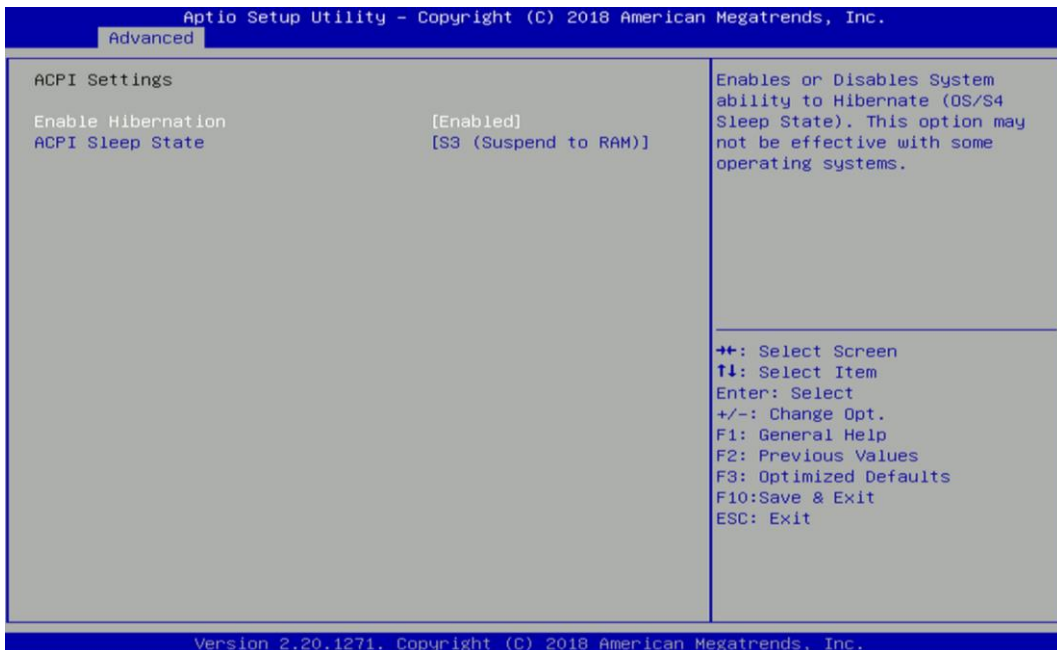 Aptio Setup Utility – Copyright (C) 2018 American Megatrends, Inc.
Advanced
ACPI Settings
Enable Hibernation [Enabled]
ACPI Sleep State [S3 (Suspend to RAM)]
Enables or Disables System
ability to Hibernate (OS/S4
Sleep State). This option may
not be effective with some
operating systems.
→←: Select Screen
↑↓: Select Item
Enter: Select
+/-: Change Opt.
F1: General Help
F2: Previous Values
F3: Optimized Defaults
F10:Save & Exit
ESC: Exit
Version 2.20.1271. Copyright (C) 2018 American Megatrends, Inc.